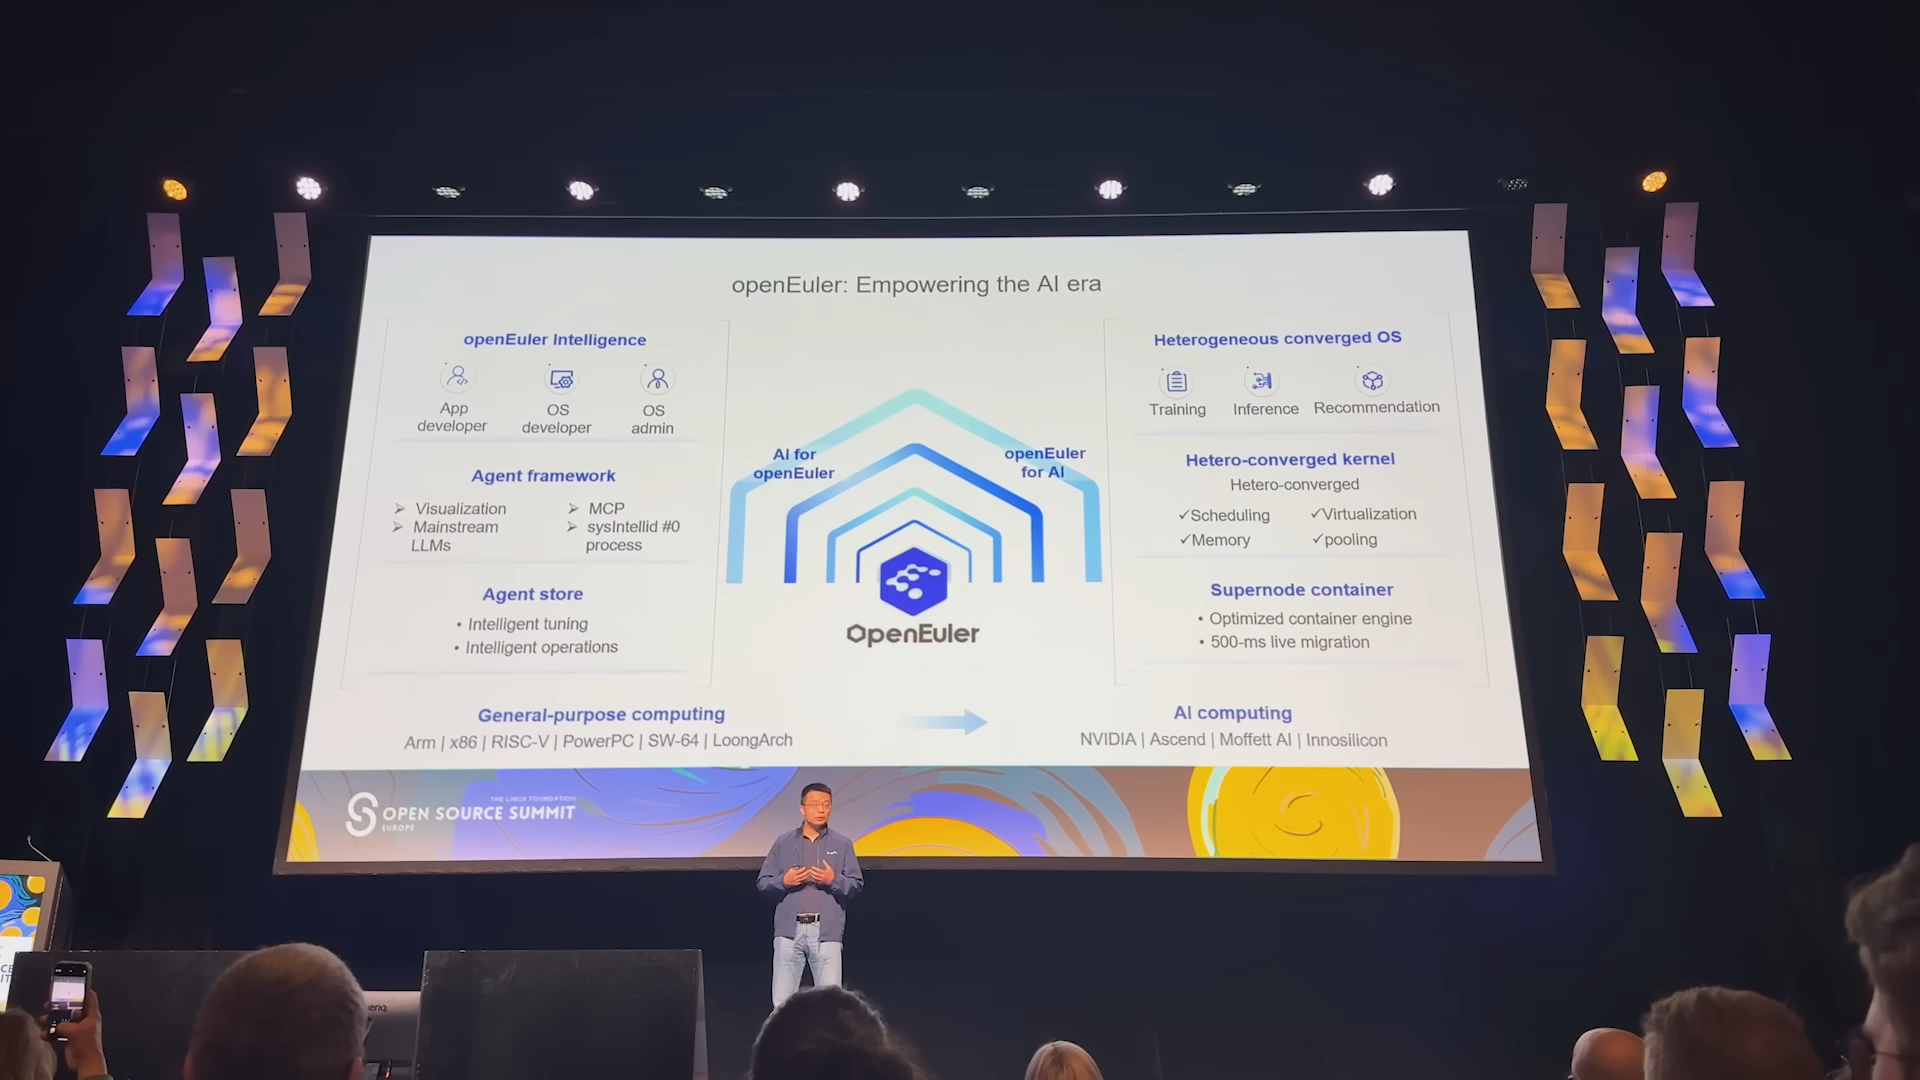 openEuler: Empowering the AI era
openEuler Intelligence
App
developer
OS
developer
OS
admin
Agent framework
Visualization
Mainstream
LLMs
MCP
sysIntellid #0
process
Agent store
• Intelligent tuning
• Intelligent operations
AI for
openEuler
openEuler
for AI
OpenEuler
Heterogeneous converged OS
Training
Inference
Recommendation
Hetero-converged kernel
Hetero-converged
✓Scheduling
✓Virtualization
✓Memory
✓pooling
Supernode container
• Optimized container engine
• 500-ms live migration
General-purpose computing
Arm | x86 | RISC-V | PowerPC | SW-64 | LoongArch
AI computing
NVIDIA | Ascend | Moffett AI | Innosilicon
THE LINUX FOUNDATION
OPEN SOURCE SUMMIT
EUROPE